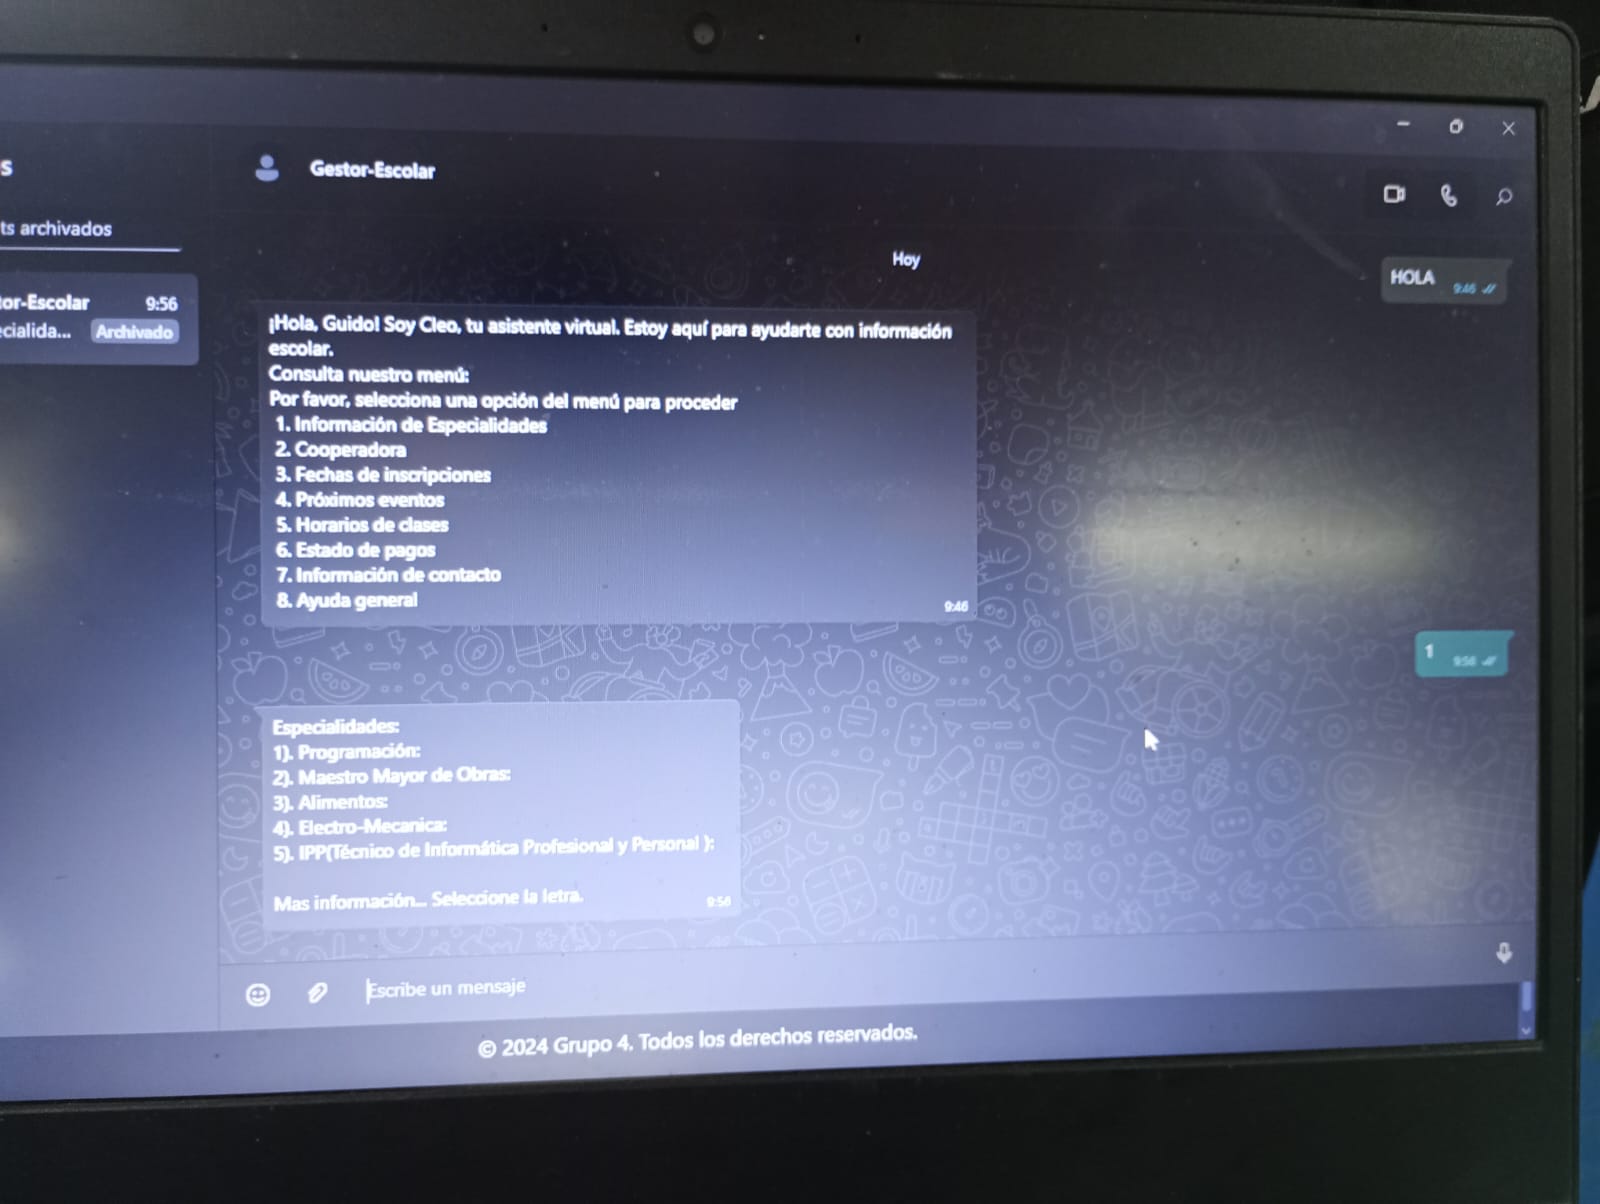 s
Gestor-Escolar
ts archivados
tor-Escolar 9:56
ecialida... Archivado
Hoy
HOLA 9:46
¡Hola, Guido! Soy Cleo, tu asistente virtual. Estoy aquí para ayudarte con información
escolar.
Consulta nuestro menú:
Por favor, selecciona una opción del menú para proceder
1. Información de Especialidades
2. Cooperadora
3. Fechas de inscripciones
4. Próximos eventos
5. Horarios de clases
6. Estado de pagos
7. Información de contacto
8. Ayuda general
9:46
1 9:56
Especialidades:
1). Programación:
2). Maestro Mayor de Obras:
3). Alimentos:
4). Electro-Mecanica:
5). IPP(Técnico de Informática Profesional y Personal ):
Mas información... Seleccione la letra.
9:56
Escribe un mensaje
© 2024 Grupo 4. Todos los derechos reservados.